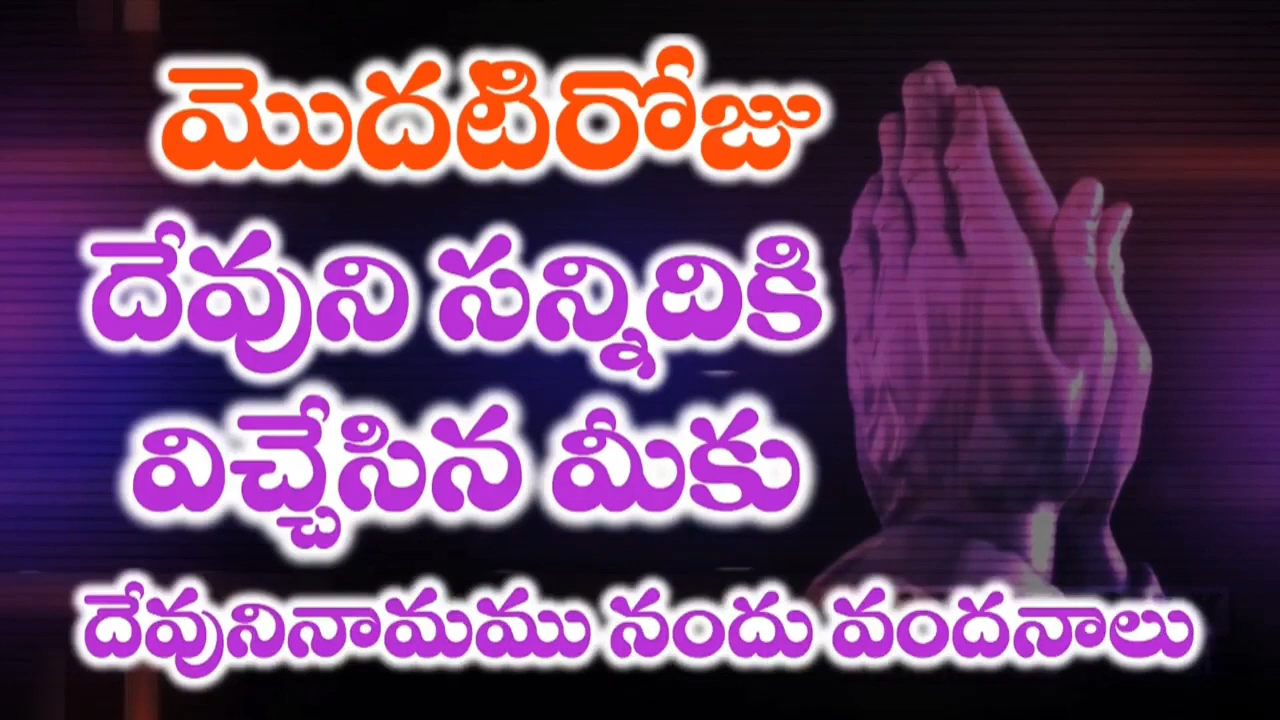 మొదటిరోజు
దేవుని సన్నిదికి
విచ్చేసిన మీకు
దేవునినామము నందు వందనాలు